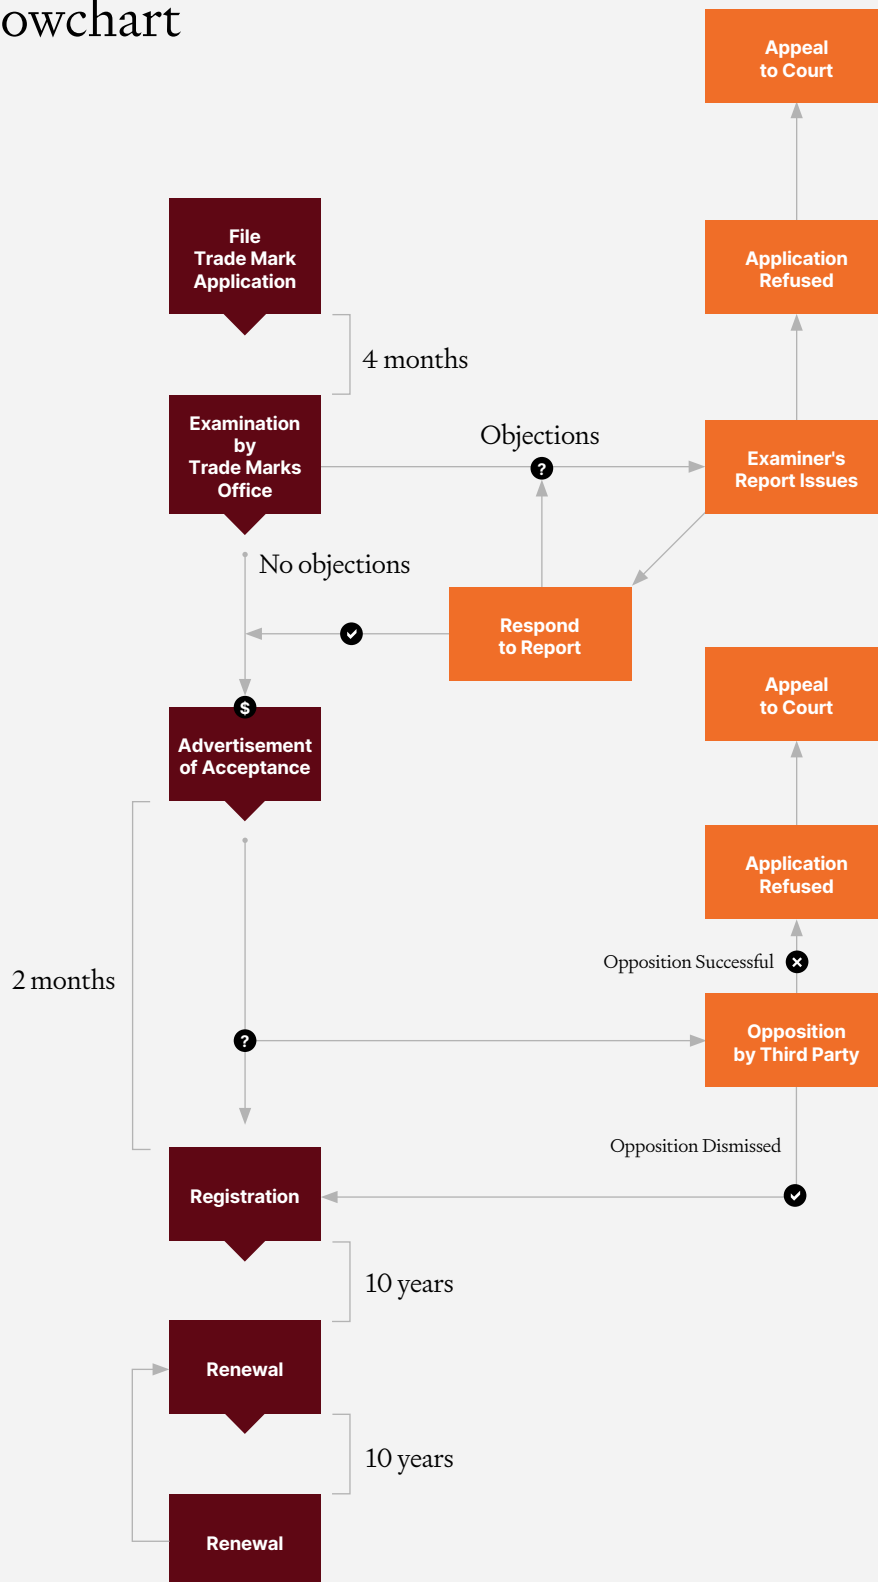 owchart
Appeal
to Court
File
Trade Mark
Application
Application
Refused
4 months
Examination
by
Trade Marks
Office
Objections
?
Examiner's
Report Issues
No objections
Respond
to Report
$
Advertisement
of Acceptance
Appeal
to Court
Application
Refused
2 months
Opposition Successful
?
Opposition
by Third Party
Opposition Dismissed
Registration
10 years
Renewal
10 years
Renewal